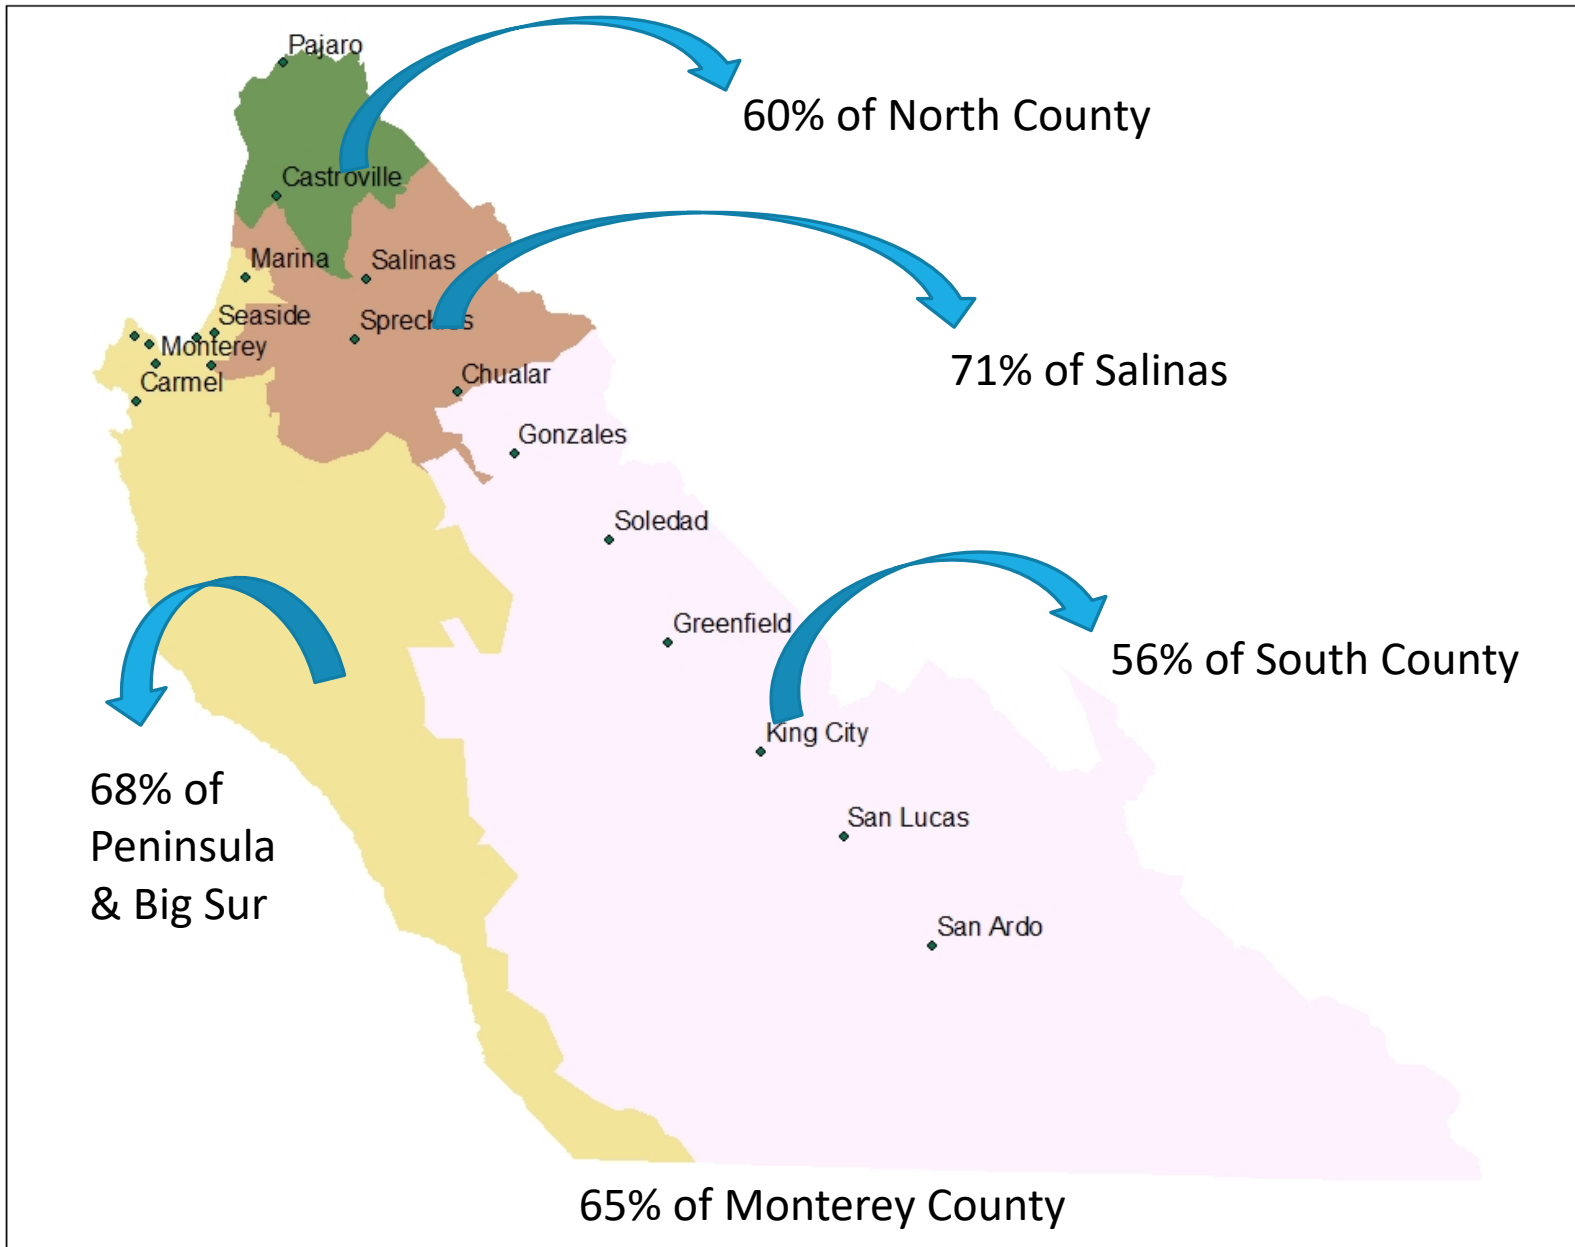 Pajaro
60% of North County
Castroville
Marina
Salinas
Seaside
Monterey
71% of Salinas
Carmel
Chualar
Gonzales
Soledad
Greenfield
56% of South County
King City
68% of
Peninsula
& Big Sur
San Lucas
San Ardo
65% of Monterey County